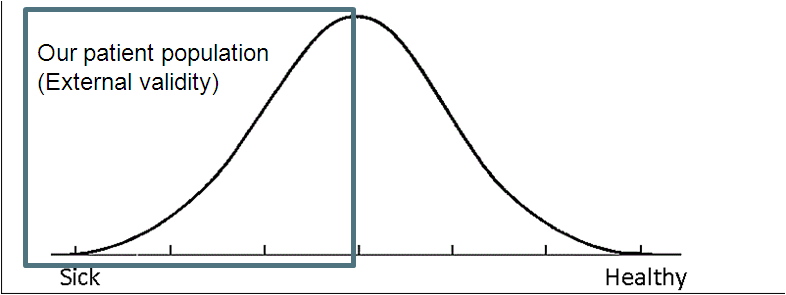 Our patient population
(External validity)
Sick
Healthy